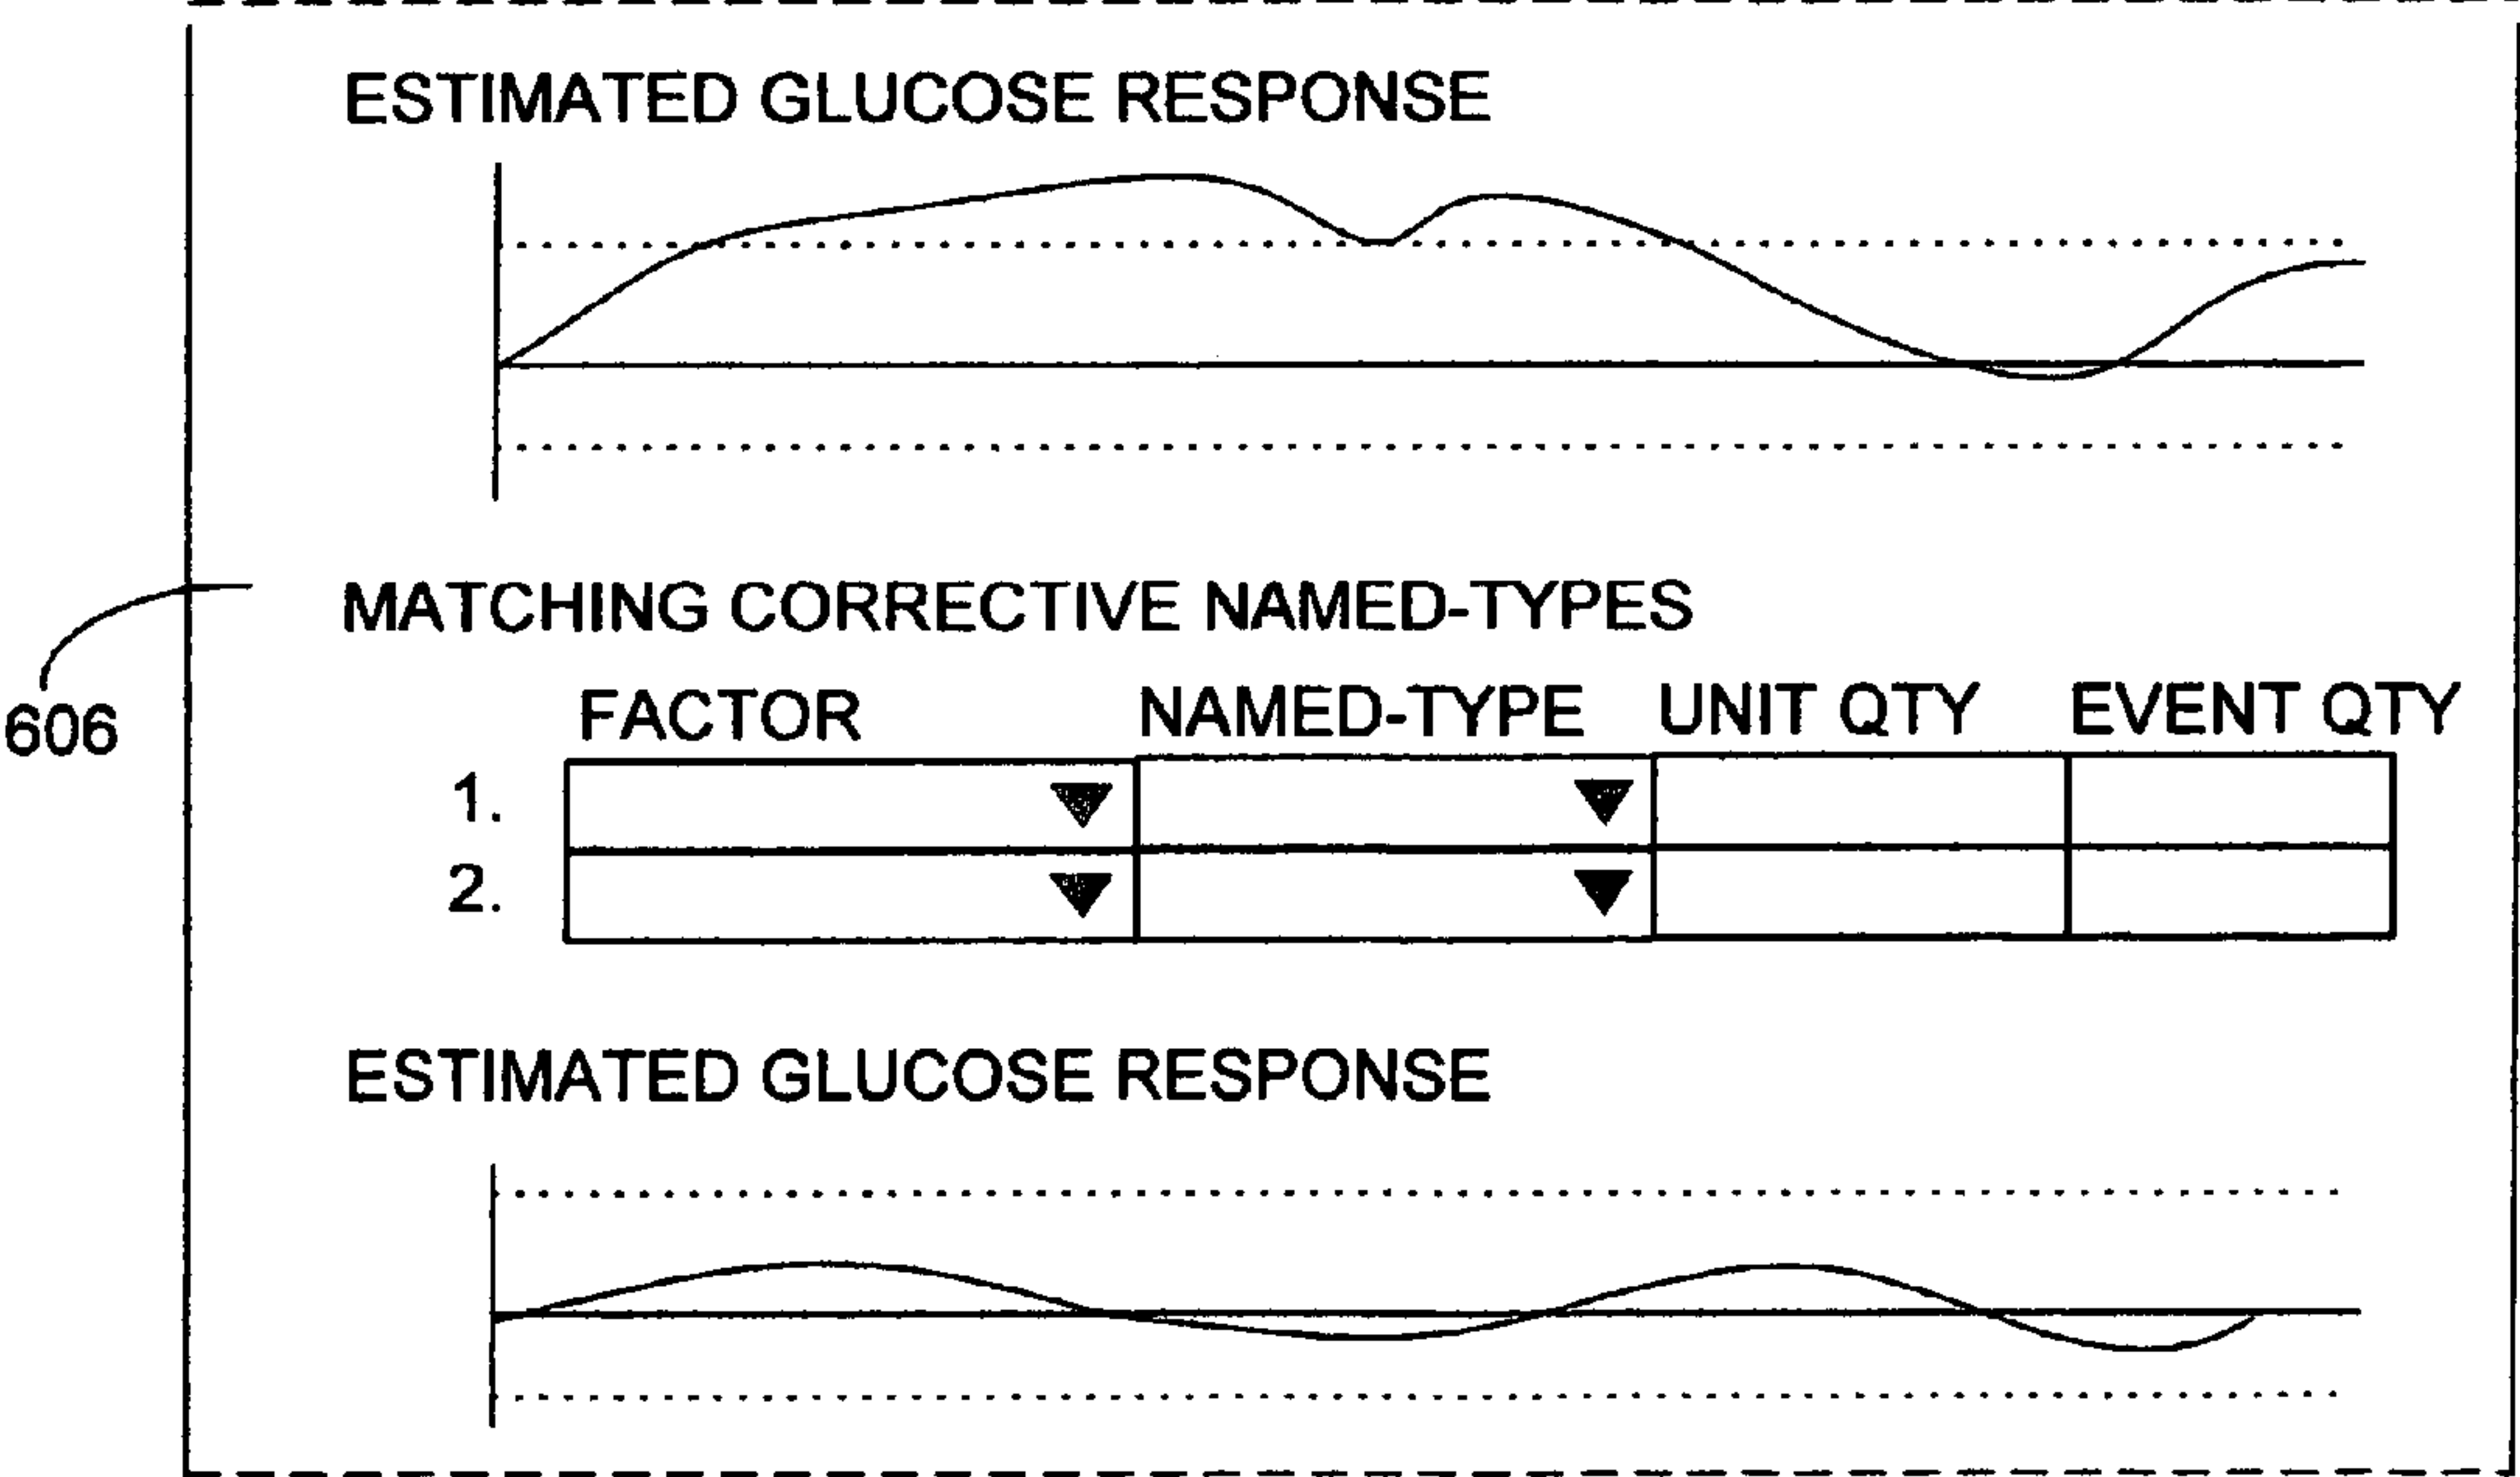 ESTIMATED GLUCOSE RESPONSE
MATCHING CORRECTIVE NAMED-TYPES
606
FACTOR NAMED-TYPE UNIT QTY EVENT QTY
1.
2.
ESTIMATED GLUCOSE RESPONSE